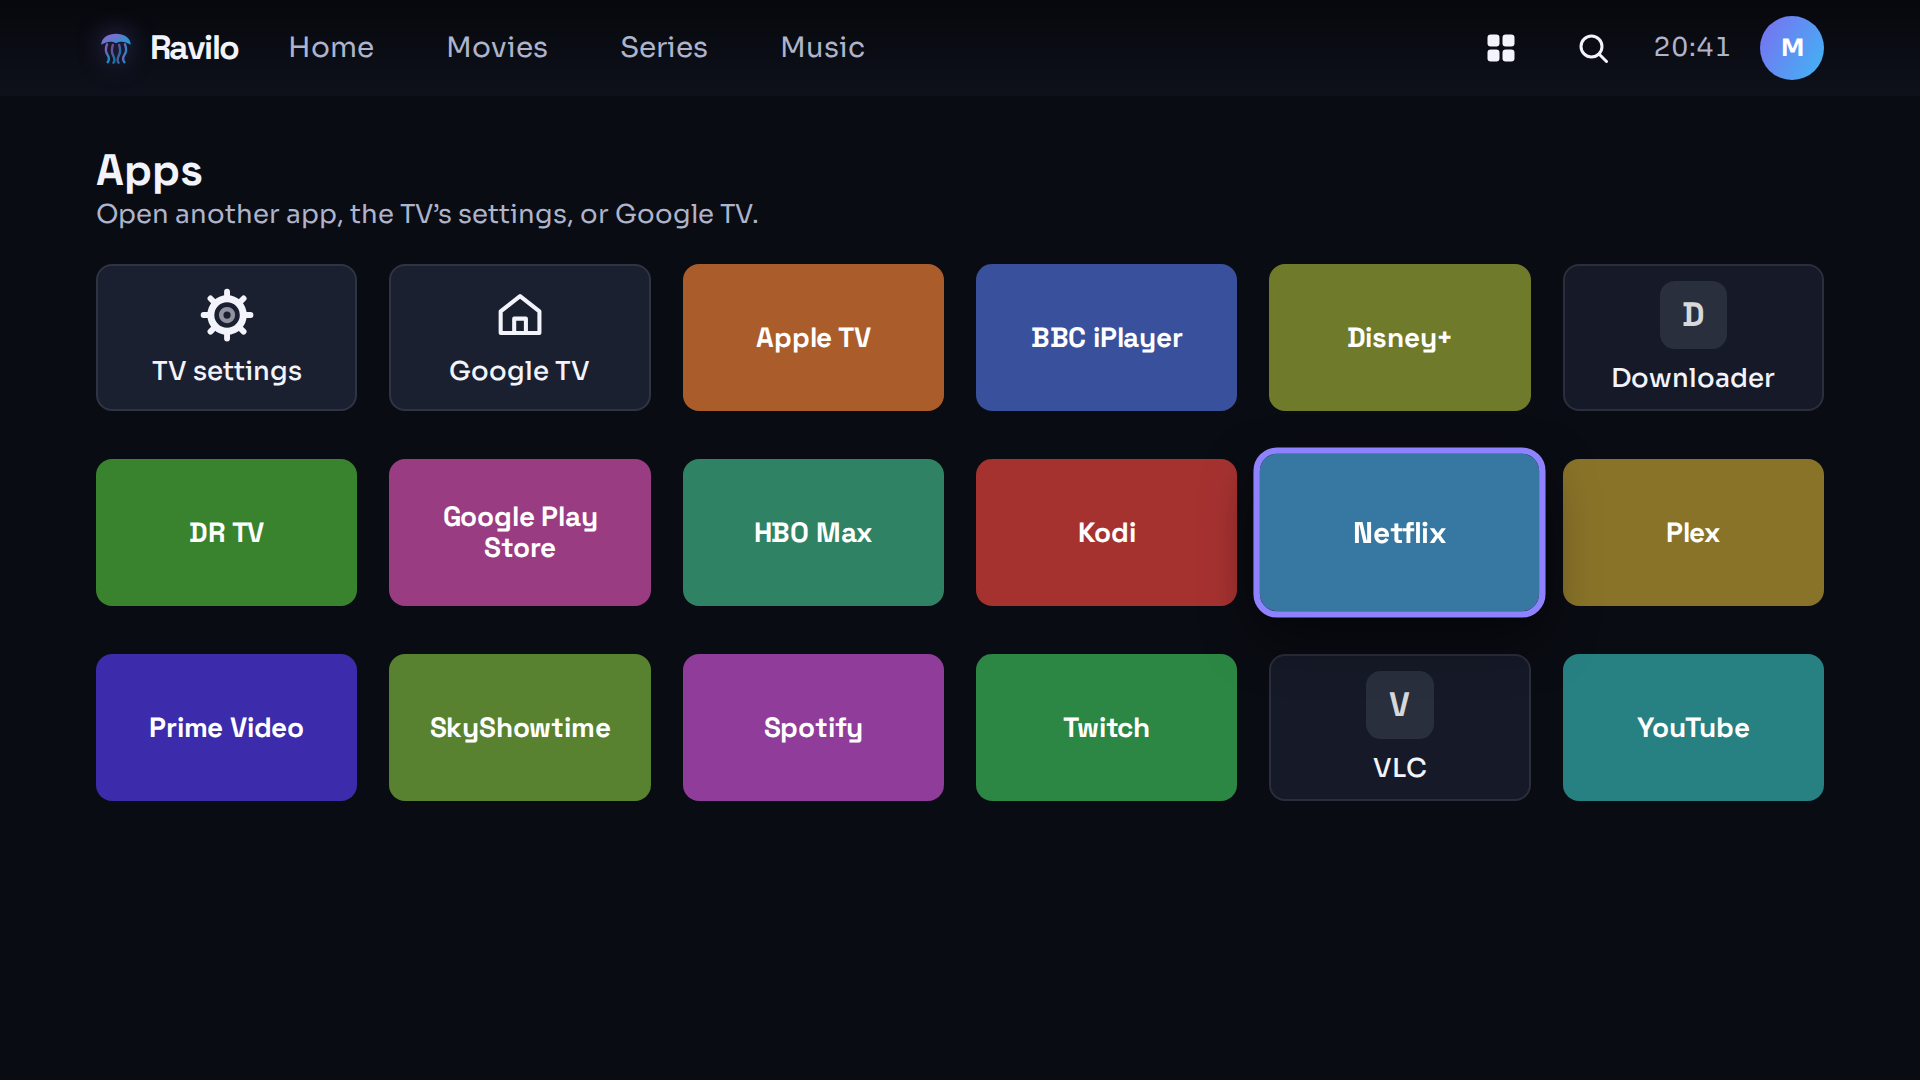 Ravilo
Home
Movies
Series
Music
20:41
M
Apps
Open another app, the TV’s settings, or Google TV.
TV settings
Google TV
Apple TV
BBC iPlayer
Disney+
D
Downloader
DR TV
Google Play
Store
HBO Max
Kodi
Netflix
Plex
Prime Video
SkyShowtime
Spotify
Twitch
V
VLC
YouTube